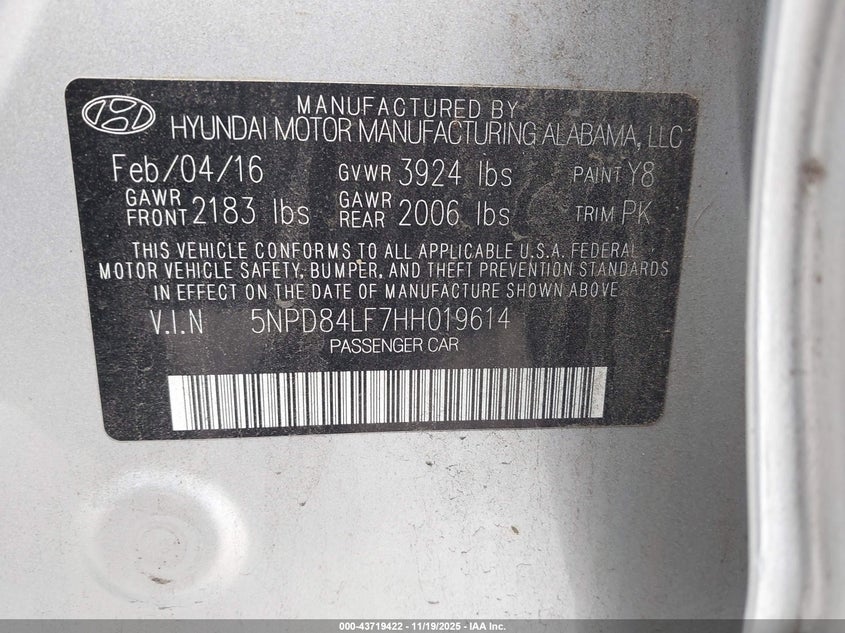 MANUFACTURED BY
HYUNDAI MOTOR MANUFACTURING ALABAMA, LLC
Feb/04/16 GVWR 3924 lbs PAINT Y8
GAWR FRONT 2183 lbs GAWR REAR 2006 lbs TRIM PK
THIS VEHICLE CONFORMS TO ALL APPLICABLE U.S.A. FEDERAL
MOTOR VEHICLE SAFETY, BUMPER, AND THEFT PREVENTION STANDARDS
IN EFFECT ON THE DATE OF MANUFACTURE SHOWN ABOVE.
V.I.N 5NPD84LF7HH019614
PASSENGER CAR
000-43719422 - 11/19/2025 - IAA Inc.